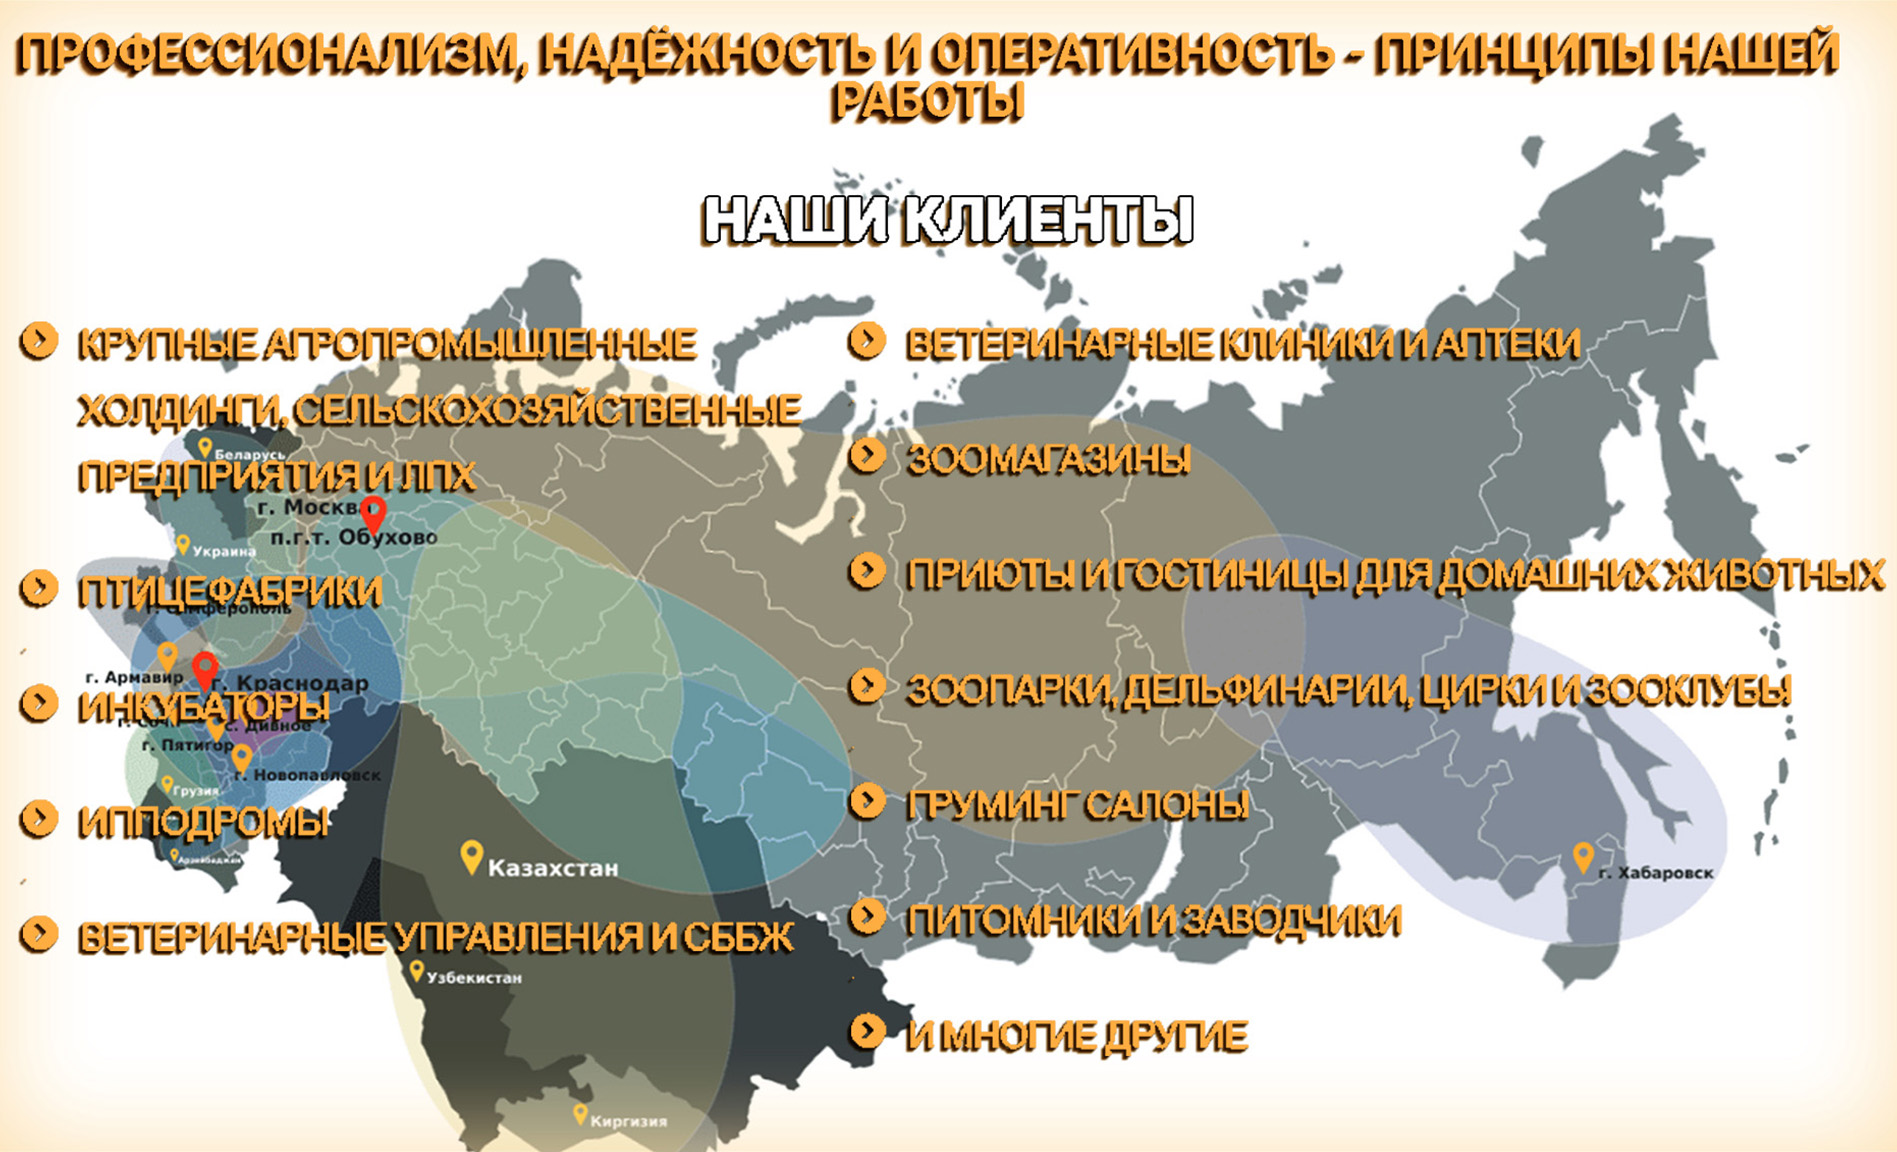 ПРОФЕССИОНАЛИЗМ, НАДЁЖНОСТЬ И ОПЕРАТИВНОСТЬ - ПРИНЦИПЫ НАШЕЙ
РАБОТЫ
НАШИ КЛИЕНТЫ
КРУПНЫЕ АГРОПРОМЫШЛЕННЫЕ
ХОЛДИНГИ, СЕЛЬСКОХОЗЯЙСТВЕННЫЕ
ПРЕДПРИЯТИЯ И ЛПХ
ПТИЦЕФАБРИКИ
ИНКУБАТОРЫ
ИППОДРОМЫ
ВЕТЕРИНАРНЫЕ УПРАВЛЕНИЯ И СББЖ
ВЕТЕРИНАРНЫЕ КЛИНИКИ И АПТЕКИ
ЗООМАГАЗИНЫ
ПРИЮТЫ И ГОСТИНИЦЫ ДЛЯ ДОМАШНИХ ЖИВОТНЫХ
ЗООПАРКИ, ДЕЛЬФИНАРИИ, ЦИРКИ И ЗООКЛУБЫ
ГРУМИНГ САЛОНЫ
ПИТОМНИКИ И ЗАВОДЧИКИ
И МНОГИЕ ДРУГИЕ
Беларусь
г. Москва
п.г.т. Обухово
Украина
г. Симферополь
г. Армавир
г. Краснодар
г. Сочи
с. Дивное
г. Пятигор
г. Новопавловск
Грузия
Азербайджан
Казахстан
Узбекистан
Киргизия
г. Хабаровск